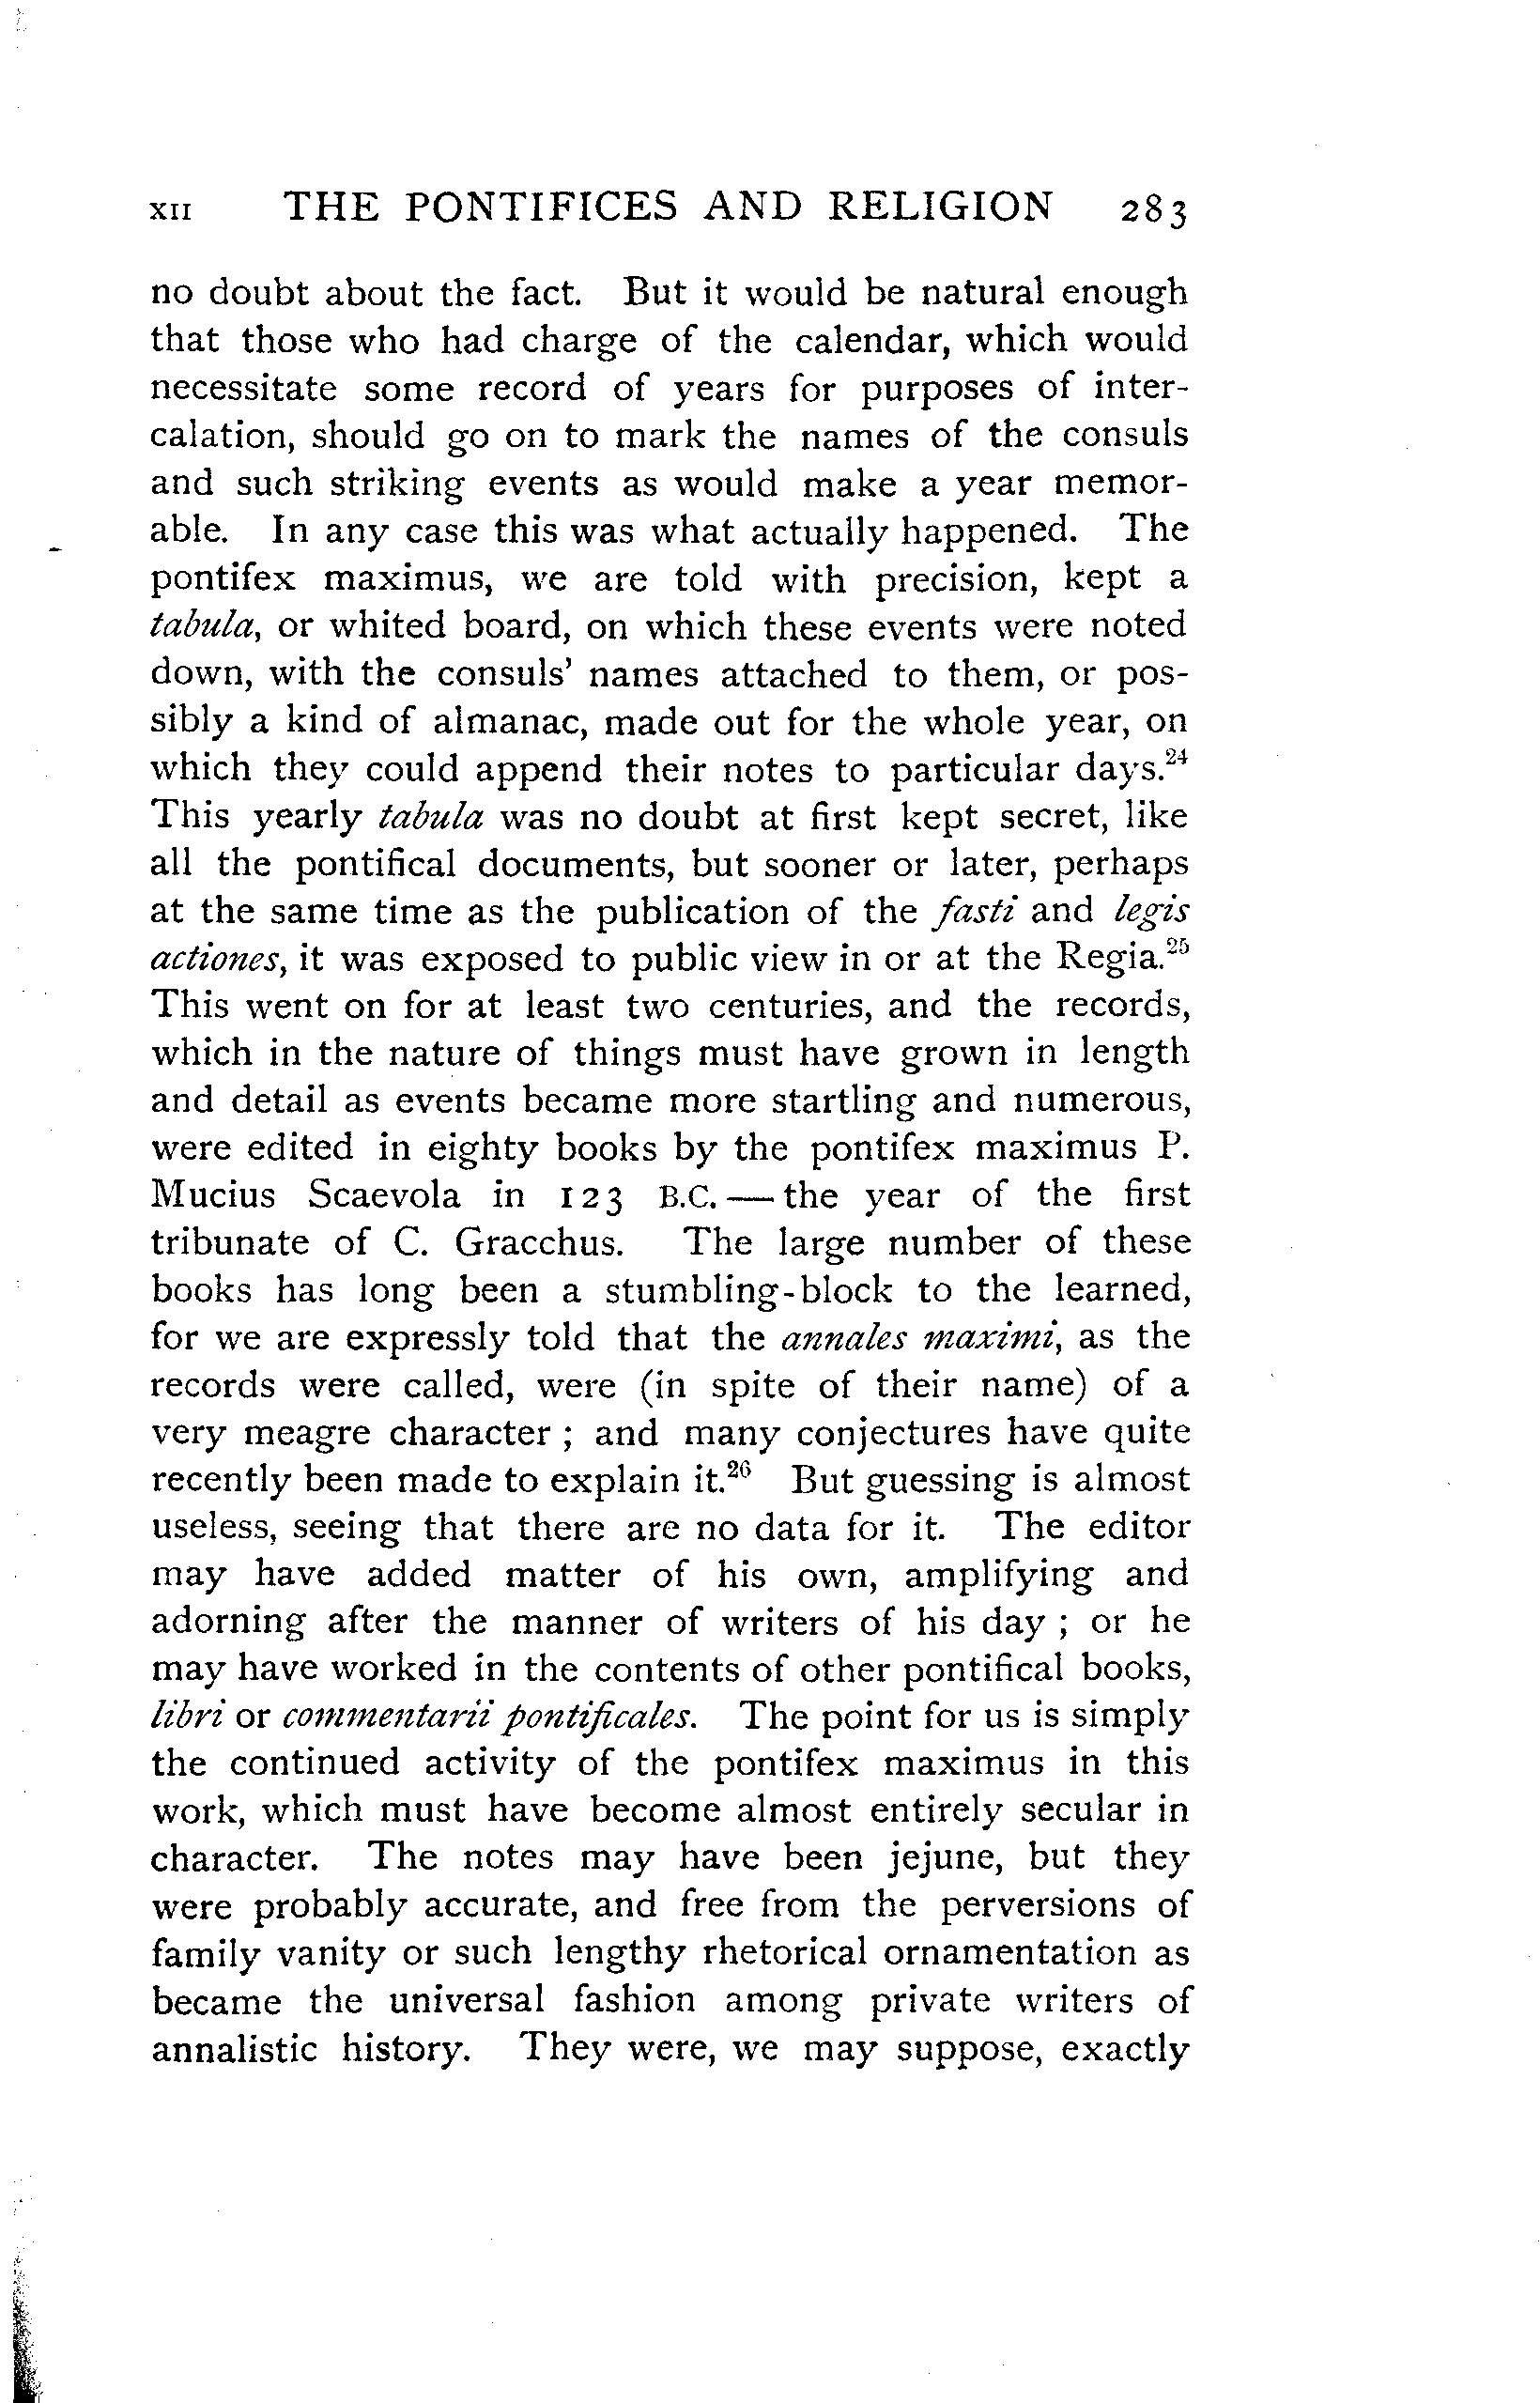 XII THE PONTIFICES AND RELIGION 283
no doubt about the fact. But it would be natural enough
that those who had charge of the calendar, which would
necessitate some record of years for purposes of inter-
calation, should go on to mark the names of the consuls
and such striking events as would make a year memor-
able. In any case this was what actually happened. The
pontifex maximus, we are told with precision, kept a
tabula, or whited board, on which these events were noted
down, with the consuls' names attached to them, or pos-
sibly a kind of almanac, made out for the whole year, on
which they could append their notes to particular days.24
This yearly tabula was no doubt at first kept secret, like
all the pontifical documents, but sooner or later, perhaps
at the same time as the publication of the fasti and legis
actiones, it was exposed to public view in or at the Regia.25
This went on for at least two centuries, and the records,
which in the nature of things must have grown in length
and detail as events became more startling and numerous,
were edited in eighty books by the pontifex maximus P.
Mucius Scaevola in 123 B.C.—the year of the first
tribunate of C. Gracchus. The large number of these
books has long been a stumbling-block to the learned,
for we are expressly told that the annales maximi, as the
records were called, were (in spite of their name) of a
very meagre character ; and many conjectures have quite
recently been made to explain it.26 But guessing is almost
useless, seeing that there are no data for it. The editor
may have added matter of his own, amplifying and
adorning after the manner of writers of his day ; or he
may have worked in the contents of other pontifical books,
libri or commentarii pontificales. The point for us is simply
the continued activity of the pontifex maximus in this
work, which must have become almost entirely secular in
character. The notes may have been jejune, but they
were probably accurate, and free from the perversions of
family vanity or such lengthy rhetorical ornamentation as
became the universal fashion among private writers of
annalistic history. They were, we may suppose, exactly